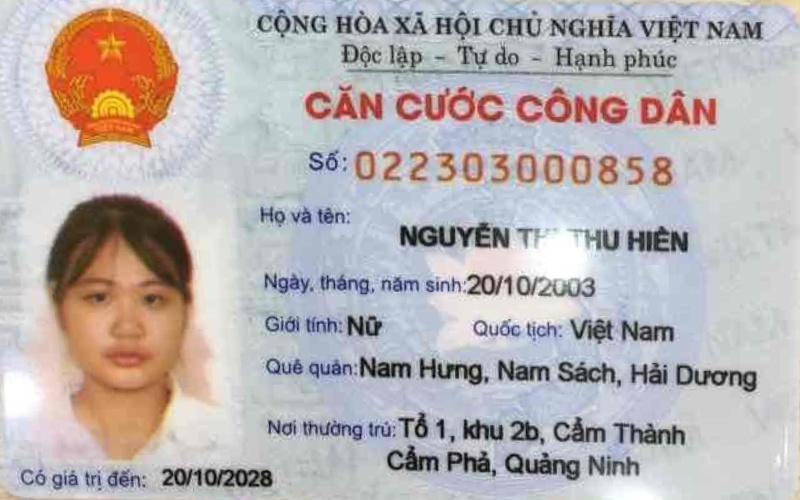 CỘNG HÒA XÃ HỘI CHỦ NGHĨA VIỆT NAM
Độc lập - Tự do - Hạnh phúc
CĂN CƯỚC CÔNG DÂN
Số: 022303000858
Họ và tên:
NGUYỄN THU HIỀN
Ngày, tháng, năm sinh: 20/10/2003
Giới tính: Nữ Quốc tịch: Việt Nam
Quê quán: Nam Hưng, Nam Sách, Hải Dương
Nơi thường trú: Tổ 1, khu 2b, Cẩm Thành
Cẩm Phả, Quảng Ninh
Có giá trị đến: 20/10/2028